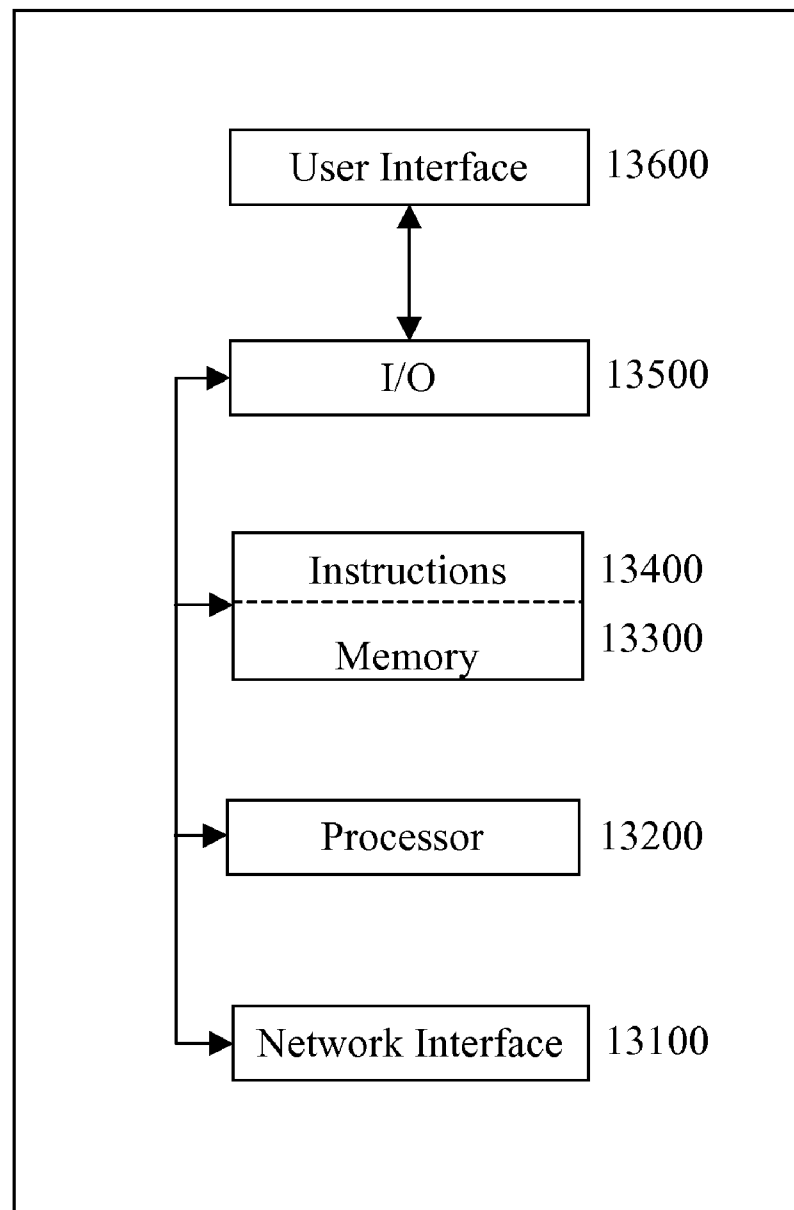 User Interface 13600
I/O 13500
Instructions 13400
Memory 13300
Processor 13200
Network Interface 13100